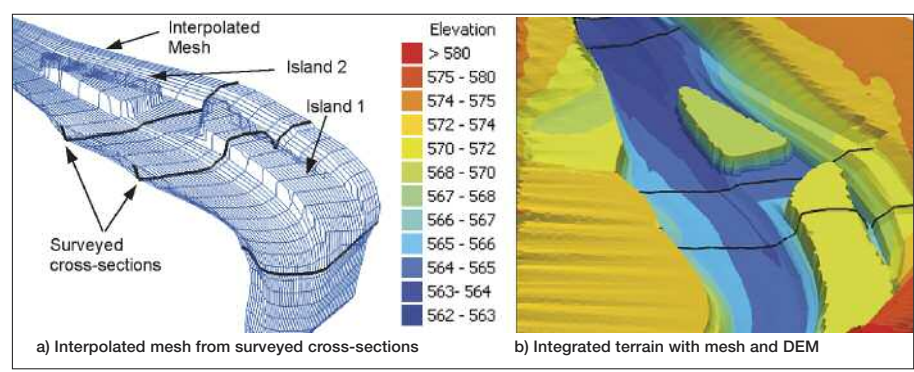 Interpolated
Mesh
Island 2
Island 1
Surveyed
cross-sections
Elevation
> 580
575 - 580
574 - 575
572 - 574
570 - 572
568 - 570
567 - 568
566 - 567
565 - 566
564 - 565
563- 564
562 - 563
a) Interpolated mesh from surveyed cross-sections
b) Integrated terrain with mesh and DEM